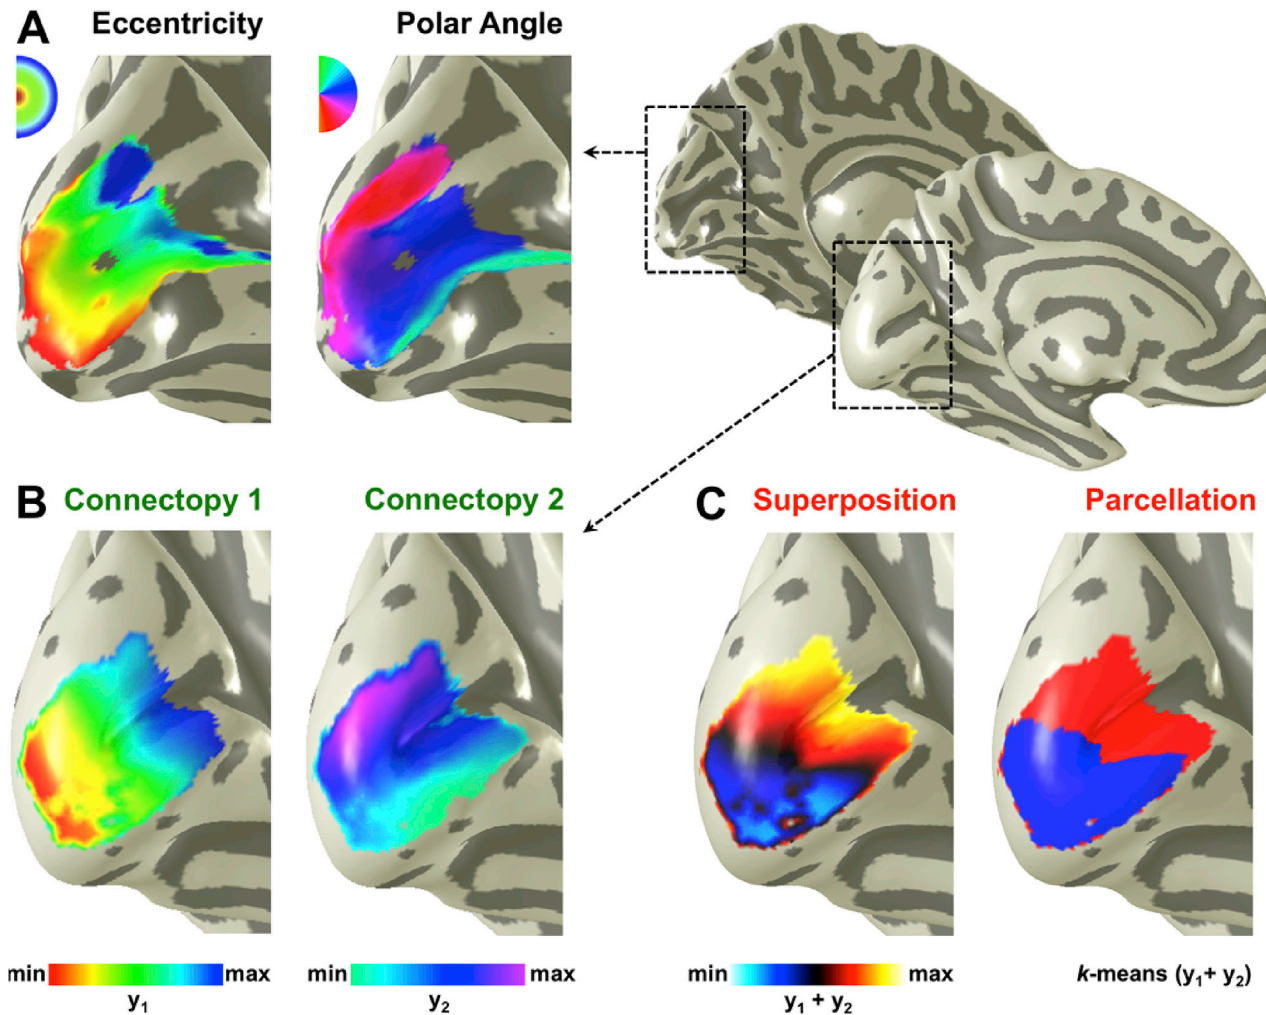 A Eccentricity Polar Angle
B Connectopy 1 Connectopy 2 C Superposition Parcellation
min max min max min max k-means (y₁+ y₂)
y₁ y₂ y₁ + y₂